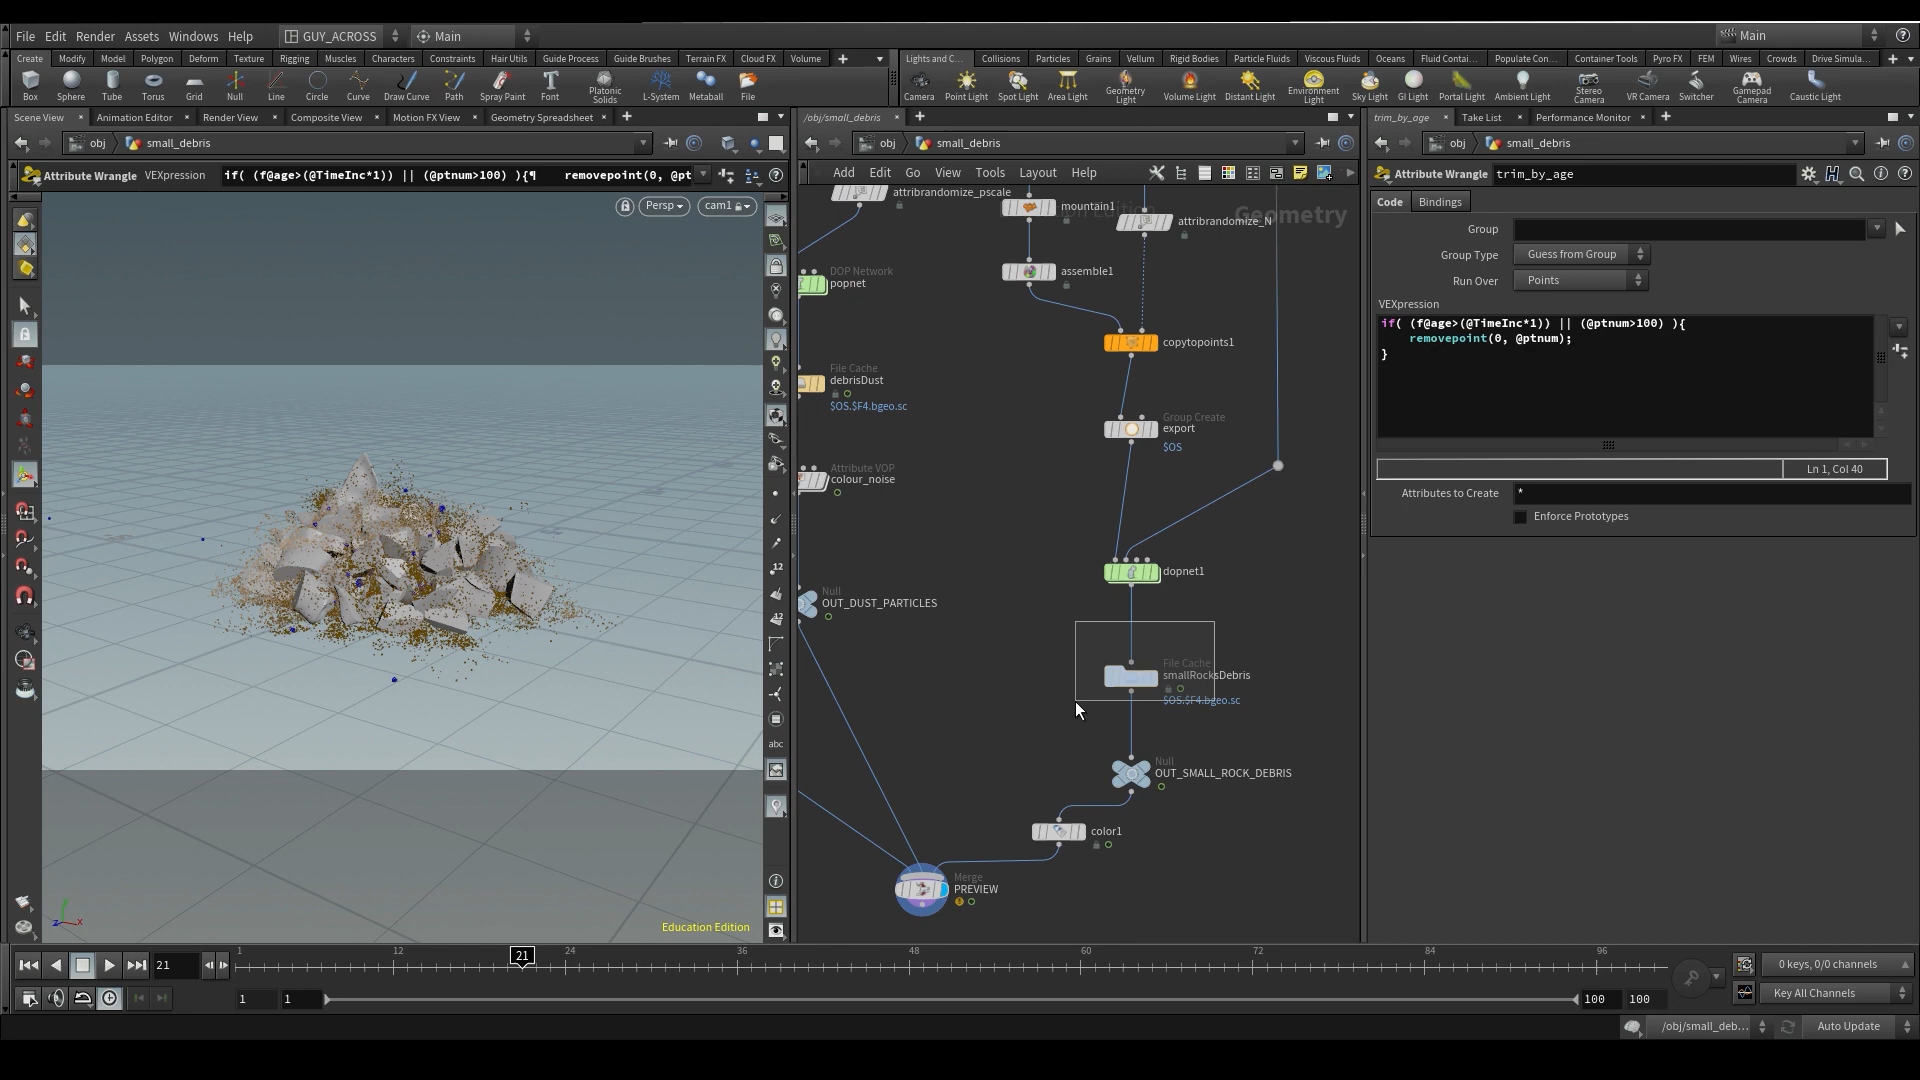 File Edit Render Assets Windows Help GUY_ACROSS Main Main
Create Modify Model Polygon Deform Texture Rigging Muscles Characters Constraints Hair Utils Guide Process Guide Brushes Terrain FX Cloud FX Volume
Lights and C... Collisions Particles Grains Vellum Rigid Bodies Particle Fluids Viscous Fluids Oceans Fluid Contai... Populate Con... Container Tools Pyro FX FEM Wires Crowds Drive Simula...
Box Sphere Tube Torus Grid Null Line Circle Curve Draw Curve Path Spray Paint Font Platonic Solids L-System Metaball File
Camera Point Light Spot Light Area Light Geometry Light Volume Light Distant Light Environment Light Sky Light GI Light Portal Light Ambient Light Stereo Camera VR Camera Switcher Gamepad Camera Caustic Light
Scene View Animation Editor Render View Composite View Motion FX View Geometry Spreadsheet
obj small_debris
Attribute Wrangle VEXpression if( (f@age>(@TimeInc*1)) || (@ptnum>100) ){¶ removepoint(0, @pt
Persp cam1
12
12
abc
Education Edition
/obj/small_debris
obj small_debris
Add Edit Go View Tools Layout Help
Geometry
attribrandomize_pscale
mountain1
attribrandomize_N
assemble1
DOP Network
popnet
copytopoints1
File Cache
debrisDust
$OS.$F4.bgeo.sc
Group Create
export
$OS
Attribute VOP
colour_noise
dopnet1
Null
OUT_DUST_PARTICLES
File Cache
smallRocksDebris
$OS.$F4.bgeo.sc
Null
OUT_SMALL_ROCK_DEBRIS
color1
Merge
PREVIEW
trim_by_age Take List Performance Monitor
obj small_debris
Attribute Wrangle trim_by_age
Code Bindings
Group
Group Type Guess from Group
Run Over Points
VEXpression
if( (f@age>(@TimeInc*1)) || (@ptnum>100) ){
removepoint(0, @ptnum);
}
Ln 1, Col 40
Attributes to Create *
Enforce Prototypes
21 1 12 21 24 36 48 60 72 84 96
0 keys, 0/0 channels
1 1 100 100
Key All Channels
/obj/small_deb... Auto Update